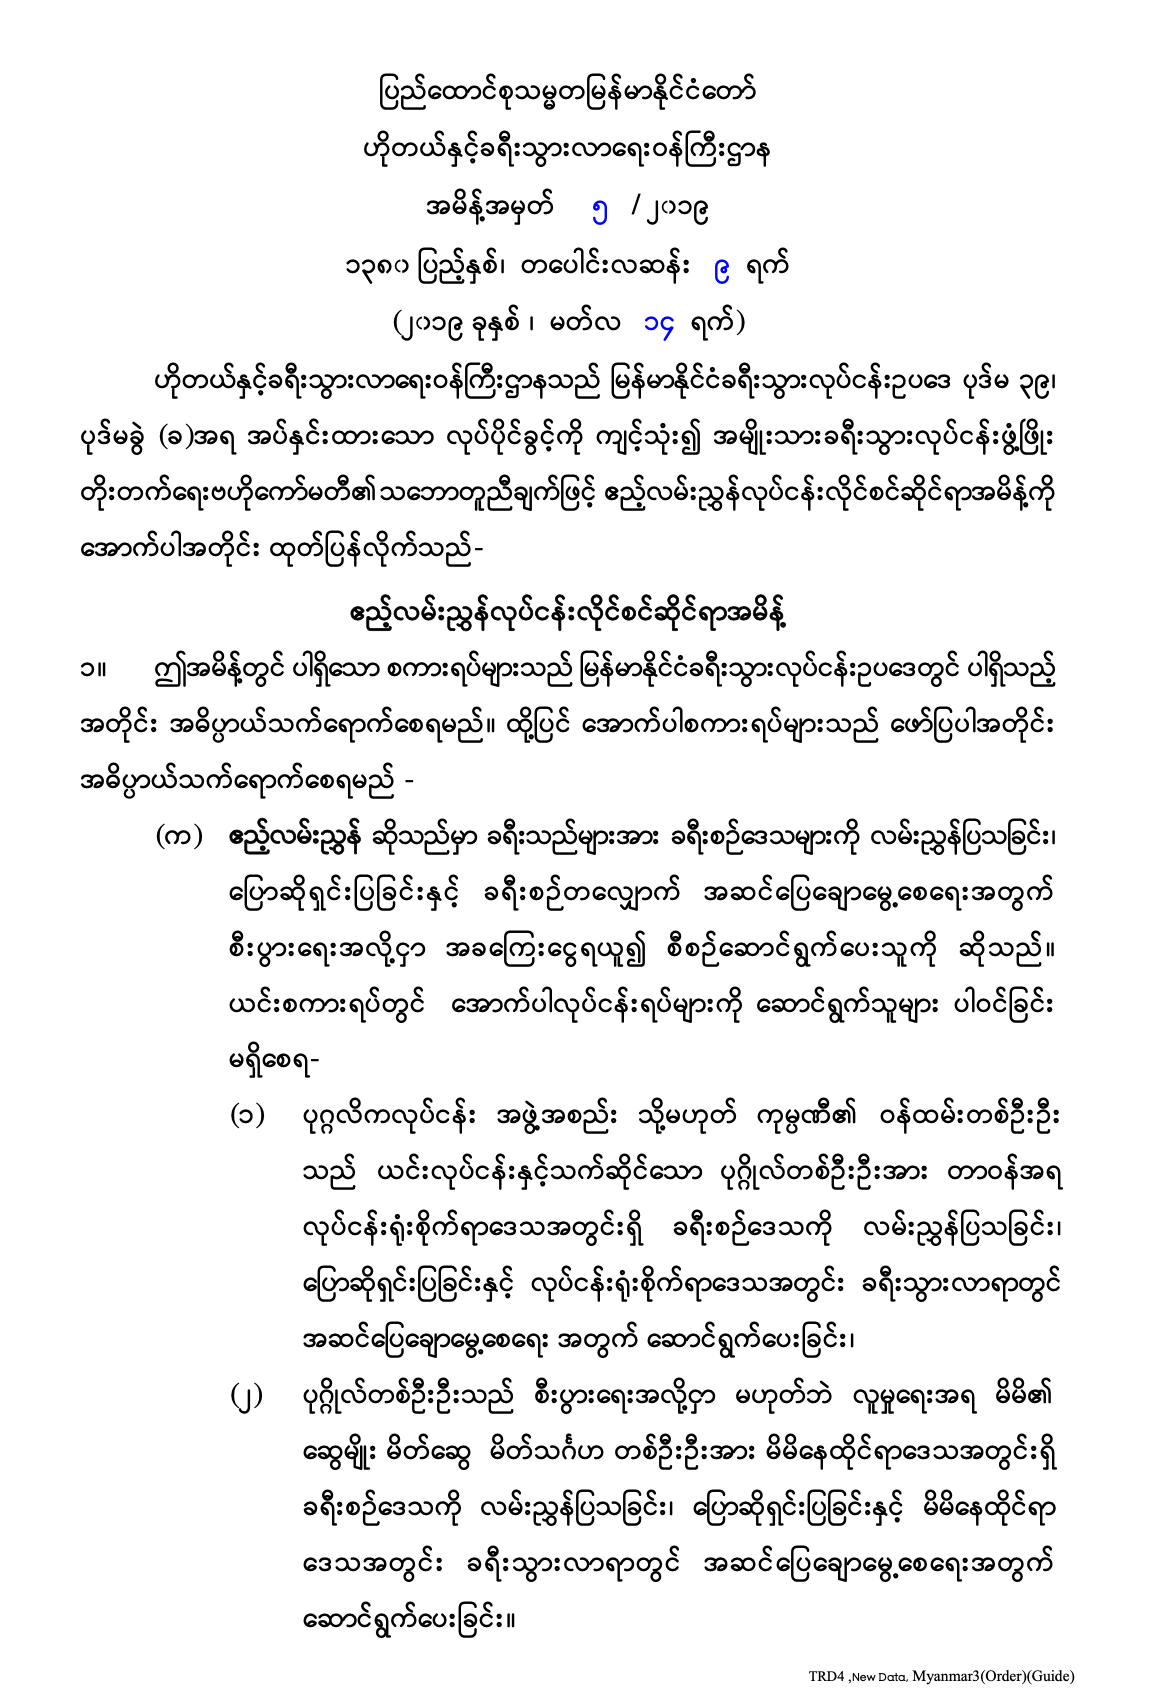 ပြည်ထောင်စုသမ္မတမြန်မာနိုင်ငံတော်
ဟိုတယ်နှင့်ခရီးသွားလာရေးဝန်ကြီးဌာန
အမိန့်အမှတ် ၅ /၂၀၁၉
၁၃၈၀ ပြည့်နှစ်၊ တပေါင်းလဆန်း ၉ ရက်
(၂၀၁၉ ခုနှစ် ၊ မတ်လ ၁၄ ရက်)
ဟိုတယ်နှင့်ခရီးသွားလာရေးဝန်ကြီးဌာနသည် မြန်မာနိုင်ငံခရီးသွားလုပ်ငန်းဥပဒေ ပုဒ်မ ၃၉၊
ပုဒ်မခွဲ (ခ)အရ အပ်နှင်းထားသော လုပ်ပိုင်ခွင့်ကို ကျင့်သုံး၍ အမျိုးသားခရီးသွားလုပ်ငန်းဖွံ့ဖြိုး
တိုးတက်ရေးဗဟိုကော်မတီ၏သဘောတူညီချက်ဖြင့် ဧည့်လမ်းညွှန်လုပ်ငန်းလိုင်စင်ဆိုင်ရာအမိန့်ကို
အောက်ပါအတိုင်း ထုတ်ပြန်လိုက်သည်-
ဧည့်လမ်းညွှန်လုပ်ငန်းလိုင်စင်ဆိုင်ရာအမိန့်
၁။ ဤအမိန့်တွင် ပါရှိသော စကားရပ်များသည် မြန်မာနိုင်ငံခရီးသွားလုပ်ငန်းဥပဒေတွင် ပါရှိသည့်
အတိုင်း အဓိပ္ပာယ်သက်ရောက်စေရမည်။ ထို့ပြင် အောက်ပါစကားရပ်များသည် ဖော်ပြပါအတိုင်း
အဓိပ္ပာယ်သက်ရောက်စေရမည် -
(က) ဧည့်လမ်းညွှန် ဆိုသည်မှာ ခရီးသည်များအား ခရီးစဉ်ဒေသများကို လမ်းညွှန်ပြသခြင်း၊
ပြောဆိုရှင်းပြခြင်းနှင့် ခရီးစဉ်တလျှောက် အဆင်ပြေချောမွေ့စေရေးအတွက်
စီးပွားရေးအလို့ငှာ အခကြေးငွေရယူ၍ စီစဉ်ဆောင်ရွက်ပေးသူကို ဆိုသည်။
ယင်းစကားရပ်တွင် အောက်ပါလုပ်ငန်းရပ်များကို ဆောင်ရွက်သူများ ပါဝင်ခြင်း
မရှိစေရ-
(၁) ပုဂ္ဂလိကလုပ်ငန်း အဖွဲ့အစည်း သို့မဟုတ် ကုမ္ပဏီ၏ ဝန်ထမ်းတစ်ဦးဦး
သည် ယင်းလုပ်ငန်းနှင့်သက်ဆိုင်သော ပုဂ္ဂိုလ်တစ်ဦးဦးအား တာဝန်အရ
လုပ်ငန်းရုံးစိုက်ရာဒေသအတွင်းရှိ ခရီးစဉ်ဒေသကို လမ်းညွှန်ပြသခြင်း၊
ပြောဆိုရှင်းပြခြင်းနှင့် လုပ်ငန်းရုံးစိုက်ရာဒေသအတွင်း ခရီးသွားလာရာတွင်
အဆင်ပြေချောမွေ့စေရေး အတွက် ဆောင်ရွက်ပေးခြင်း၊
(၂) ပုဂ္ဂိုလ်တစ်ဦးဦးသည် စီးပွားရေးအလို့ငှာ မဟုတ်ဘဲ လူမှုရေးအရ မိမိ၏
ဆွေမျိုး မိတ်ဆွေ မိတ်သင်္ဂဟ တစ်ဦးဦးအား မိမိနေထိုင်ရာဒေသအတွင်းရှိ
ခရီးစဉ်ဒေသကို လမ်းညွှန်ပြသခြင်း၊ ပြောဆိုရှင်းပြခြင်းနှင့် မိမိနေထိုင်ရာ
ဒေသအတွင်း ခရီးသွားလာရာတွင် အဆင်ပြေချောမွေ့စေရေးအတွက်
ဆောင်ရွက်ပေးခြင်း။
TRD4 ,New Data, Myanmar3(Order)(Guide)